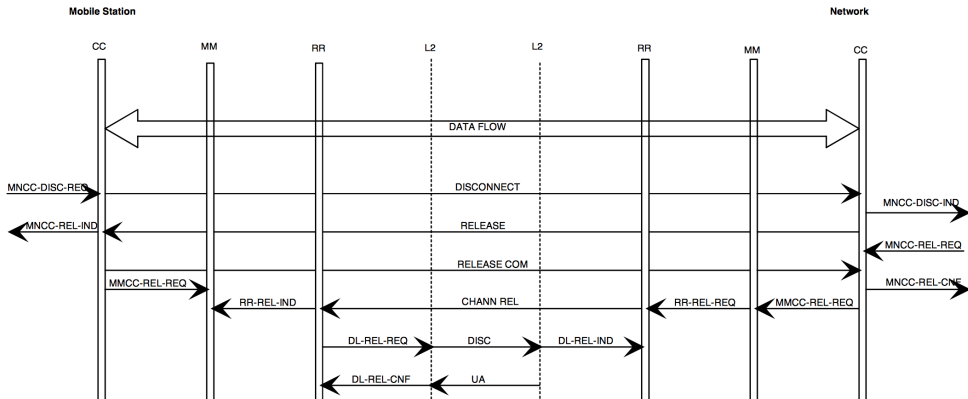 Mobile Station
Network
CC
MM
RR
L2
L2
RR
MM
CC
DATA FLOW
MNCC-DISC-REQ
DISCONNECT
MNCC-DISC-IND
MNCC-REL-IND
RELEASE
MNCC-REL-REQ
RELEASE COM
MMCC-REL-REQ
MNCC-REL-CNF
RR-REL-IND
CHANN REL
RR-REL-REQ
MMCC-REL-REQ
DL-REL-REQ
DISC
DL-REL-IND
DL-REL-CNF
UA